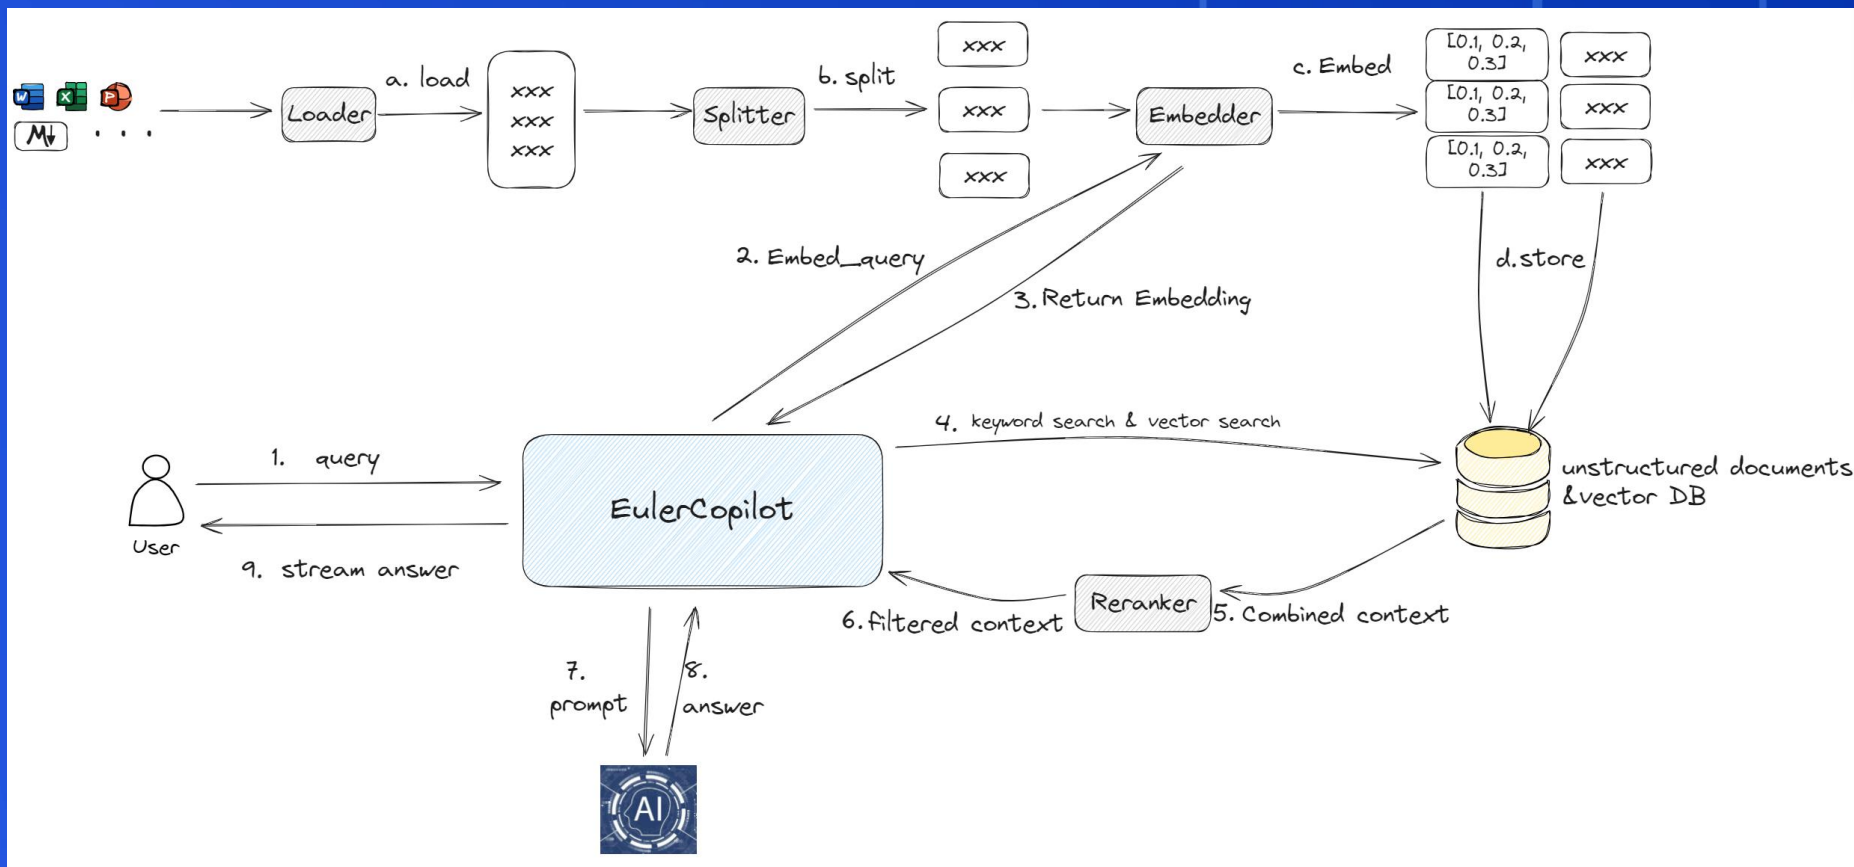 W
X
P
M↓
. . .
Loader
a. load
xxx
xxx
xxx
Splitter
b. split
xxx
xxx
xxx
Embedder
c. Embed
[0.1, 0.2,
0.3]
xxx
[0.1, 0.2,
0.3]
xxx
[0.1, 0.2,
0.3]
xxx
2. Embed_query
3. Return Embedding
d.store
1. query
User
9. stream answer
EulerCopilot
4. keyword search & vector search
unstructured documents
&vector DB
Reranker
5. Combined context
6. filtered context
7.
prompt
8.
answer
AI